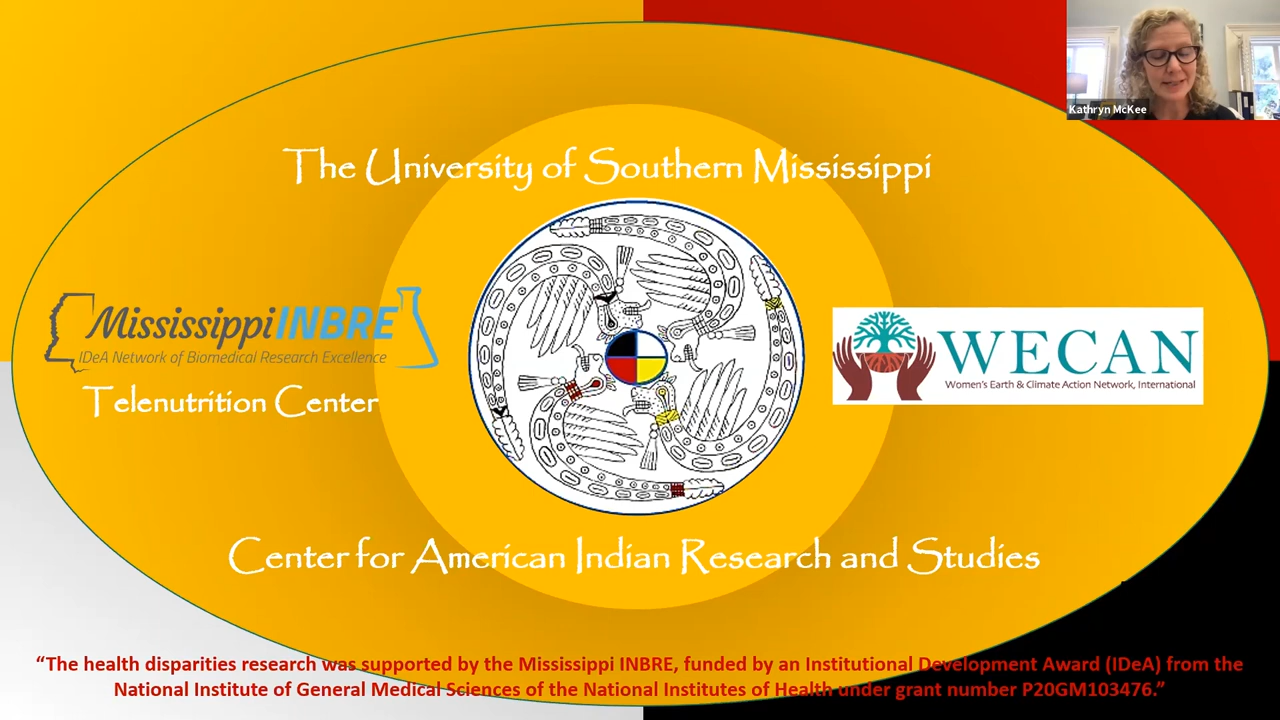 Kathryn McKee
The University of Southern Mississippi
Mississippi INBRE
IDeA Network of Biomedical Research Excellence
Telenutrition Center
WECAN
Women's Earth & Climate Action Network, International
Center for American Indian Research and Studies
“The health disparities research was supported by the Mississippi INBRE, funded by an Institutional Development Award (IDeA) from the
National Institute of General Medical Sciences of the National Institutes of Health under grant number P20GM103476.”